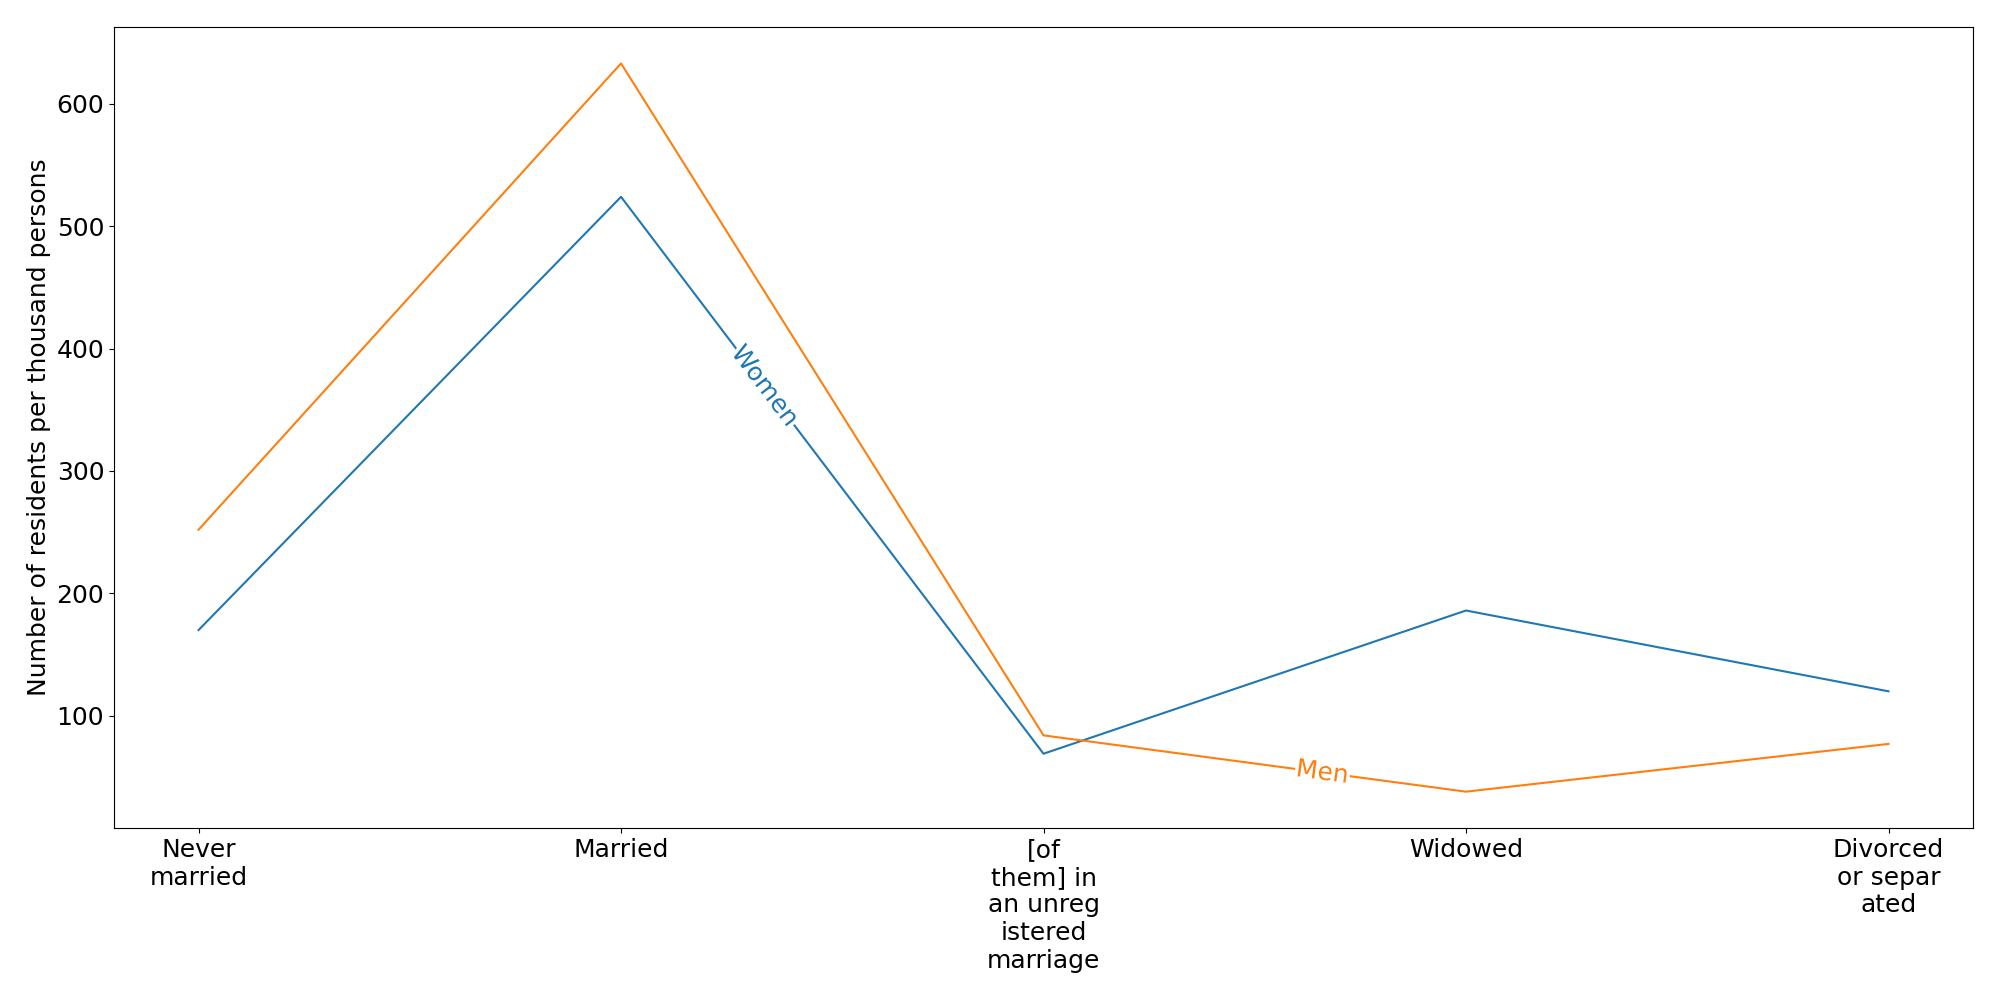 Number of residents per thousand persons
600
500
400
300
200
100
Women
Men
Never
married
Married
[of
them] in
an unreg
istered
marriage
Widowed
Divorced
or separ
ated